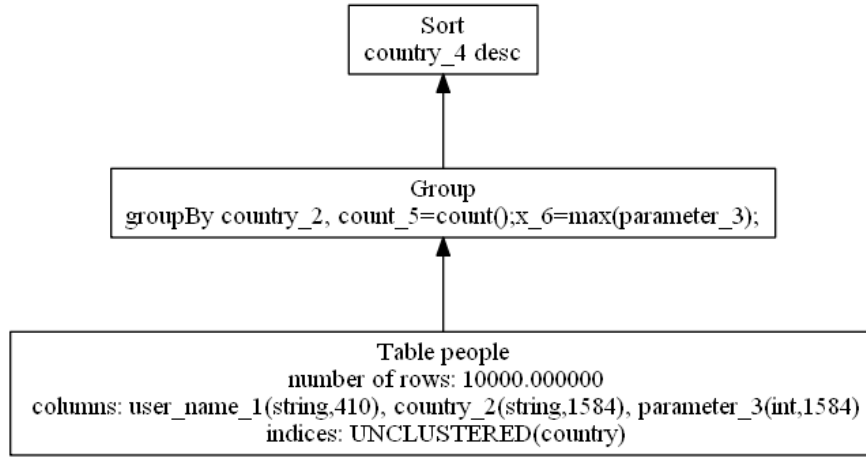 Sort
country_4 desc
Group
groupBy country_2, count_5=count();x_6=max(parameter_3);
Table people
number of rows: 10000.000000
columns: user_name_1(string,410), country_2(string,1584), parameter_3(int,1584)
indices: UNCLUSTERED(country)